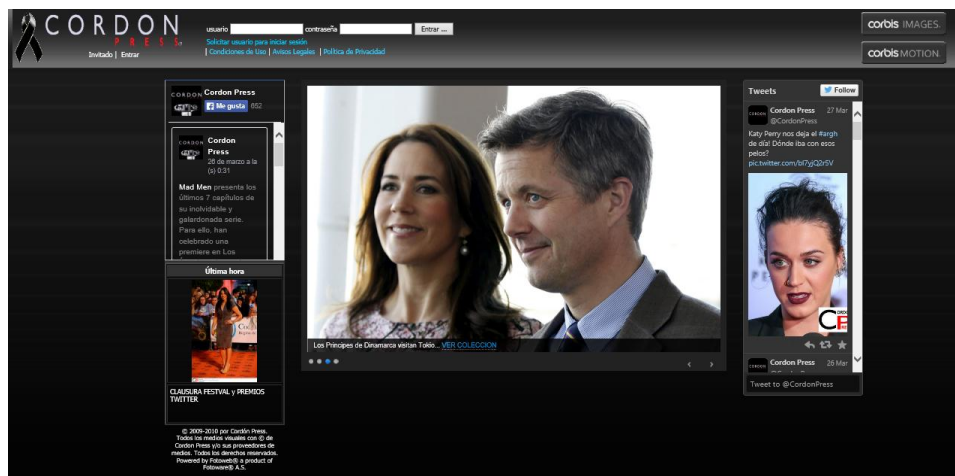 CORDON
PRESS
Invitado | Entrar
usuario contraseña Entrar ...
Solicitar usuario para iniciar sesión
| Condiciones de Uso | Avisos Legales | Política de Privacidad
corbis IMAGES.
corbis MOTION.
CORDON
Cordon Press
Me gusta 652
CORDON
Cordon
Press
26 de marzo a la
(s) 0:31
Mad Men presenta los
últimos 7 capítulos de
su inolvidable y
galardonada serie.
Para ello, han
celebrado una
premiere en Los
Última hora
CLAUSURA FESTVAL y PREMIOS
TWITTER
© 2009-2010 por Cordón Press.
Todos los medios visuales con © de
Cordon Press y/o sus proveedores de
medios. Todos los derechos reservados.
Powered by Fotoweb® a product of
Fotoware® A.S.
Los Principes de Dinamarca visitan Tokio... VER COLECCION
Tweets Follow
Cordon Press 27 Mar
@CordonPress
Katy Perry nos deja el #argh
de día! Dónde iba con esos
pelos?
pic.twitter.com/bl7yjQ2r5V
Cordon Press 26 Mar
Tweet to @CordonPress